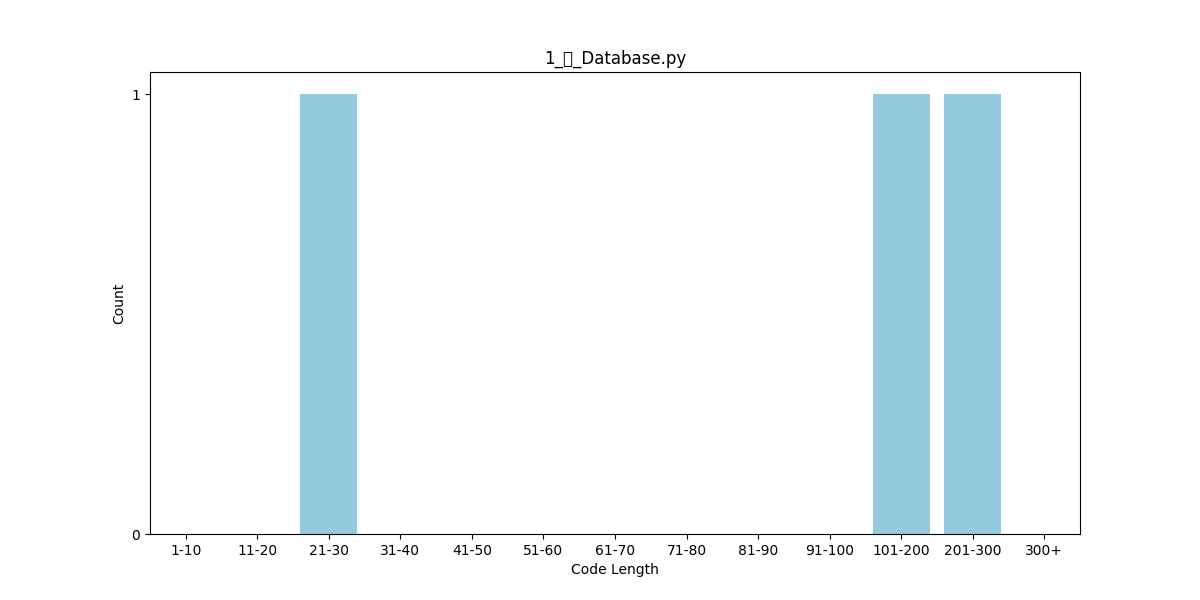 1_▯_Database.py
Count
1
0
1-10 11-20 21-30 31-40 41-50 51-60 61-70 71-80 81-90 91-100 101-200 201-300 300+
Code Length